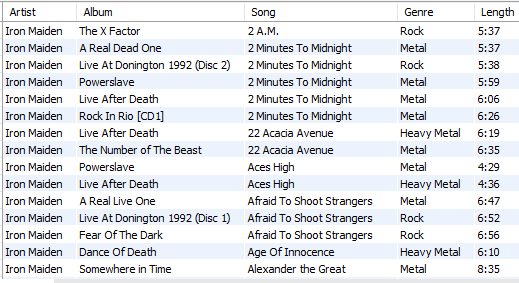 Artist Album Song Genre Length
Iron Maiden The X Factor 2 A.M. Rock 5:37
Iron Maiden A Real Dead One 2 Minutes To Midnight Metal 5:37
Iron Maiden Live At Donington 1992 (Disc 2) 2 Minutes To Midnight Rock 5:38
Iron Maiden Powerslave 2 Minutes To Midnight Metal 5:59
Iron Maiden Live After Death 2 Minutes To Midnight Metal 6:06
Iron Maiden Rock In Rio [CD1] 2 Minutes To Midnight Metal 6:26
Iron Maiden Live After Death 22 Acacia Avenue Heavy Metal 6:19
Iron Maiden The Number of The Beast 22 Acacia Avenue Metal 6:35
Iron Maiden Powerslave Aces High Metal 4:29
Iron Maiden Live After Death Aces High Heavy Metal 4:36
Iron Maiden A Real Live One Afraid To Shoot Strangers Metal 6:47
Iron Maiden Live At Donington 1992 (Disc 1) Afraid To Shoot Strangers Rock 6:52
Iron Maiden Fear Of The Dark Afraid To Shoot Strangers Rock 6:56
Iron Maiden Dance Of Death Age Of Innocence Heavy Metal 6:10
Iron Maiden Somewhere in Time Alexander the Great Metal 8:35